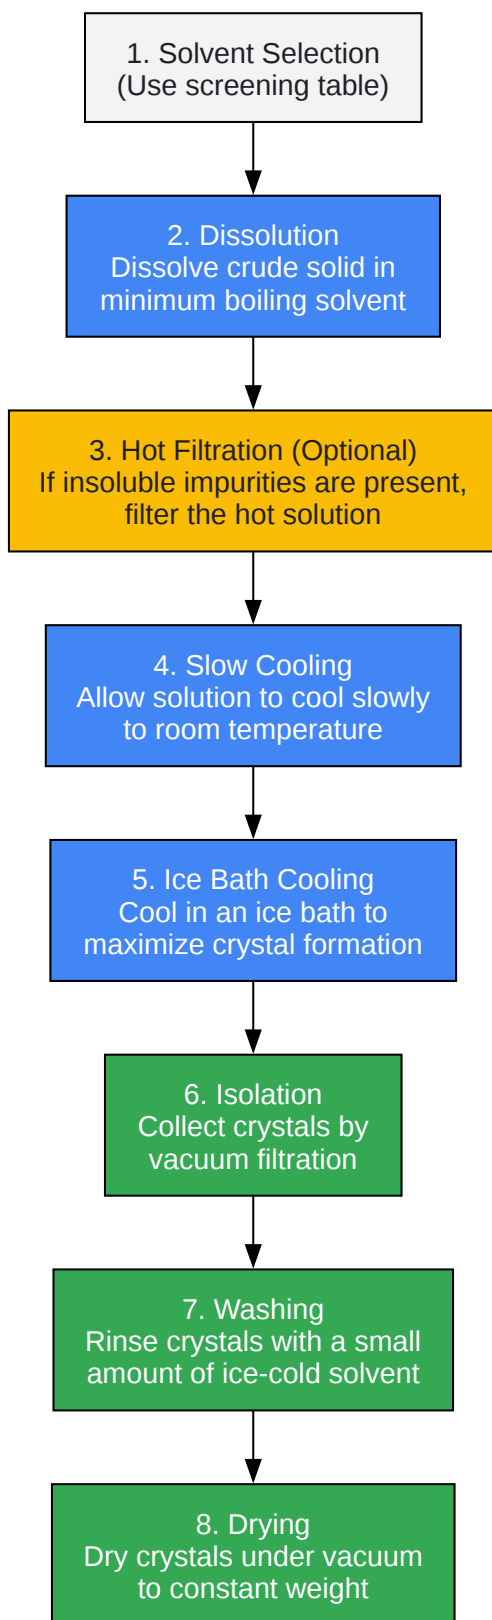 1. Solvent Selection
(Use screening table)
2. Dissolution
Dissolve crude solid in
minimum boiling solvent
3. Hot Filtration (Optional)
If insoluble impurities are present,
filter the hot solution
4. Slow Cooling
Allow solution to cool slowly
to room temperature
5. Ice Bath Cooling
Cool in an ice bath to
maximize crystal formation
6. Isolation
Collect crystals by
vacuum filtration
7. Washing
Rinse crystals with a small
amount of ice-cold solvent
8. Drying
Dry crystals under vacuum
to constant weight